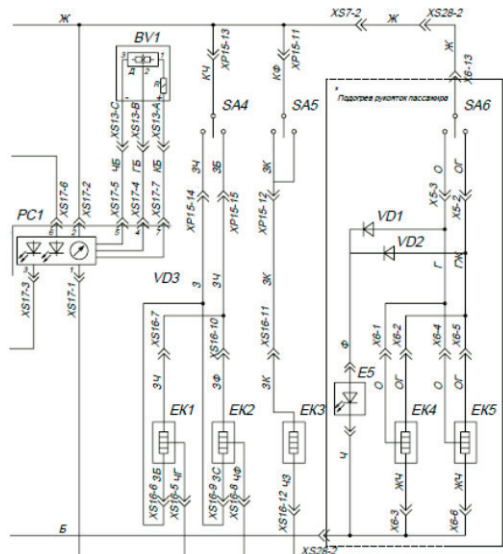 XS7-2
Ж
XS28-2
Ж
BV1
XP15-13
XP15-11
Ж
X6-13
3
1
Д
2
R
-
+
КЧ
КФ
*
Подогрев рукояток пассажира
SA4
SA5
SA6
XS13-C
XS13-B
XS13-A
ЧБ
ГБ
КБ
ЗЧ
ЗБ
ЗК
О
ОГ
XS17-6
XS17-2
XS17-5
XS17-4
XS17-7
XP15-14
XP15-15
XP15-12
X5-3
X5-2
PC1
VD1
VD2
VD3
З
ЗЧ
ЗК
Г
ГЖ
XS17-3
XS17-1
XS16-7
XS16-10
XS16-11
Ф
X6-1
X6-2
X6-4
X6-5
E5
ЗЧ
ЗФ
ЗК
О
ОГ
О
ОГ
EK1
EK2
EK3
EK4
EK5
Ч
ЗБ
ЧГ
ЗС
ЧФ
ЧЗ
ЖЧ
ЖЧ
XS16-6
XS16-5
XS16-9
XS16-8
XS16-12
X6-3
X6-6
Б
XS28-2